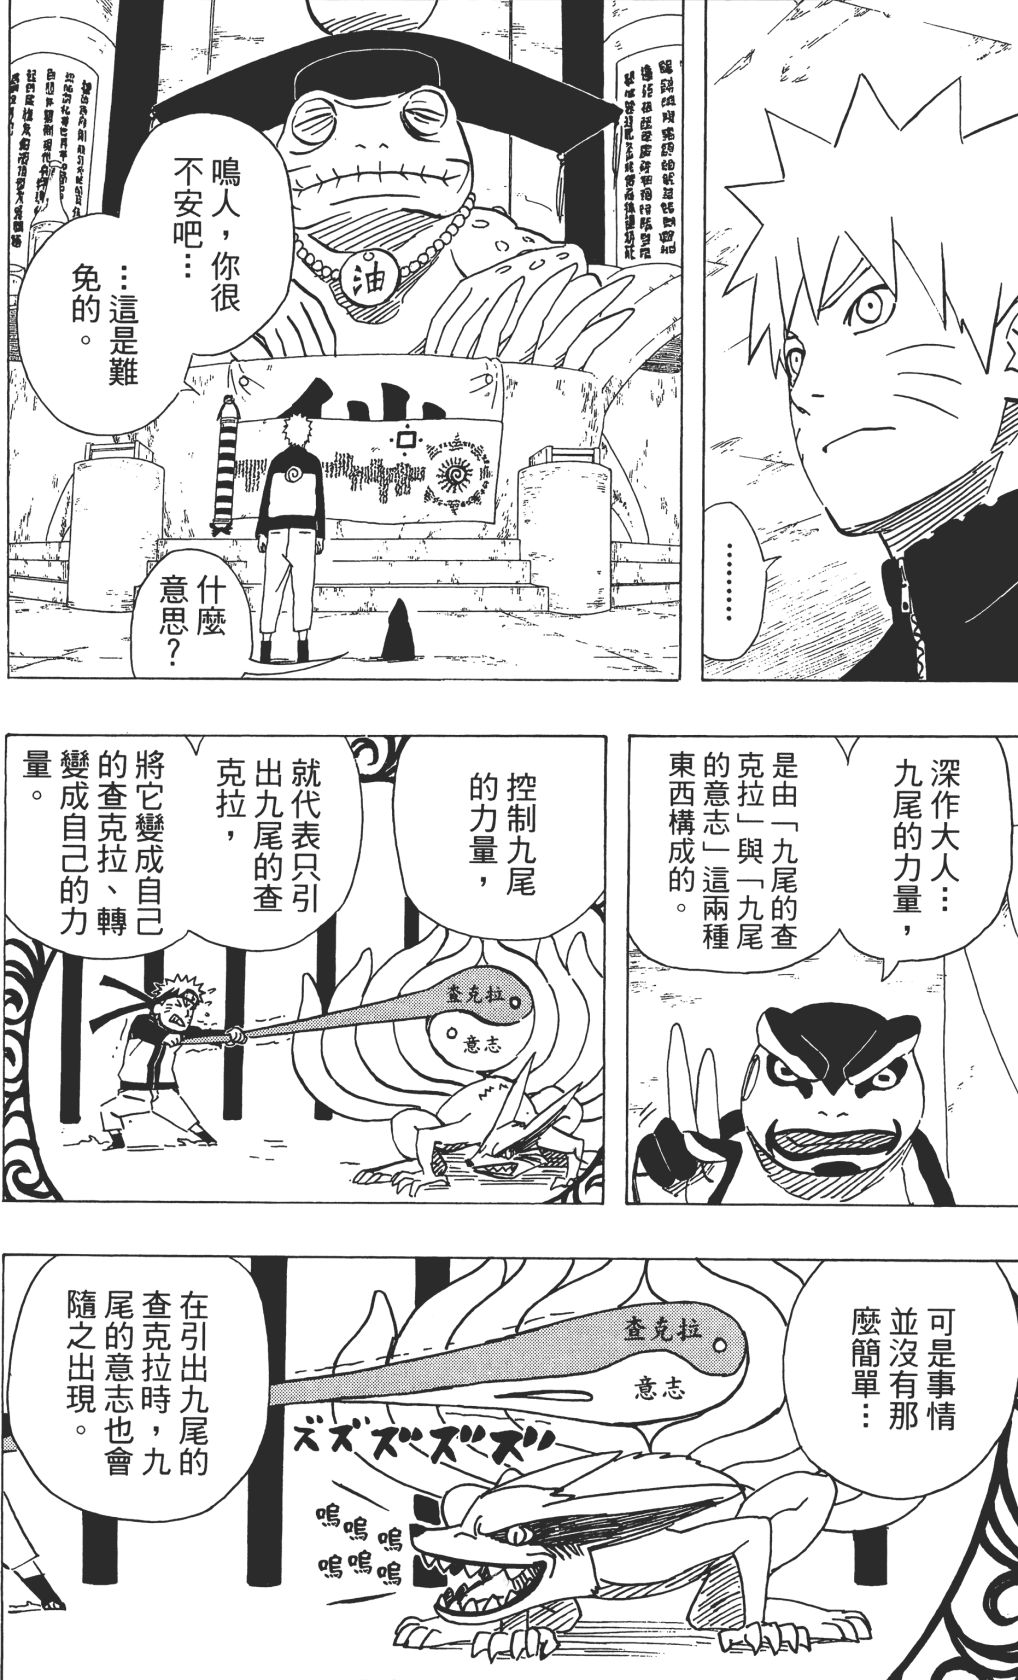 ………
鳴人，你很
不安吧…
…這是難
免的。
油
什麼
意思？
深作大人…
九尾的力量，
是由「九尾的查
克拉」與「九尾
的意志」這兩種
東西構成的。
控制九尾
的力量，
就代表只引
出九尾的查
克拉，
將它變成自己
的查克拉、轉
變成自己的力
量。
查克拉
意志
可是事情
並沒有那
麼簡單…
查克拉
意志
ズズズズズ
嗚嗚嗚
嗚嗚嗚
在引出九尾的
查克拉時，九
尾的意志也會
隨之出現。